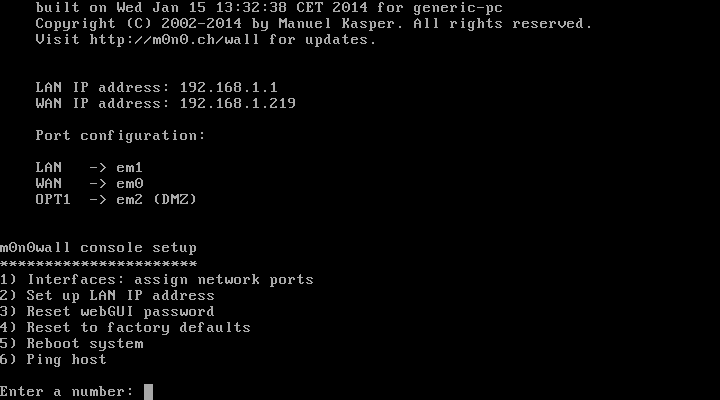 built on Wed Jan 15 13:32:38 CET 2014 for generic-pc
Copyright (C) 2002-2014 by Manuel Kasper. All rights reserved.
Visit http://m0n0.ch/wall for updates.
LAN IP address: 192.168.1.1
WAN IP address: 192.168.1.219
Port configuration:
LAN -> em1
WAN -> em0
OPT1 -> em2 (DMZ)
m0n0wall console setup
**********************
1) Interfaces: assign network ports
2) Set up LAN IP address
3) Reset webGUI password
4) Reset to factory defaults
5) Reboot system
6) Ping host
Enter a number: